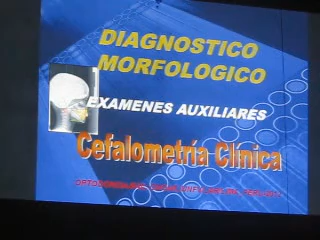 DIAGNOSTICO
MORFOLOGICO
EXAMENES AUXILIARES
Cefalometría Clínica